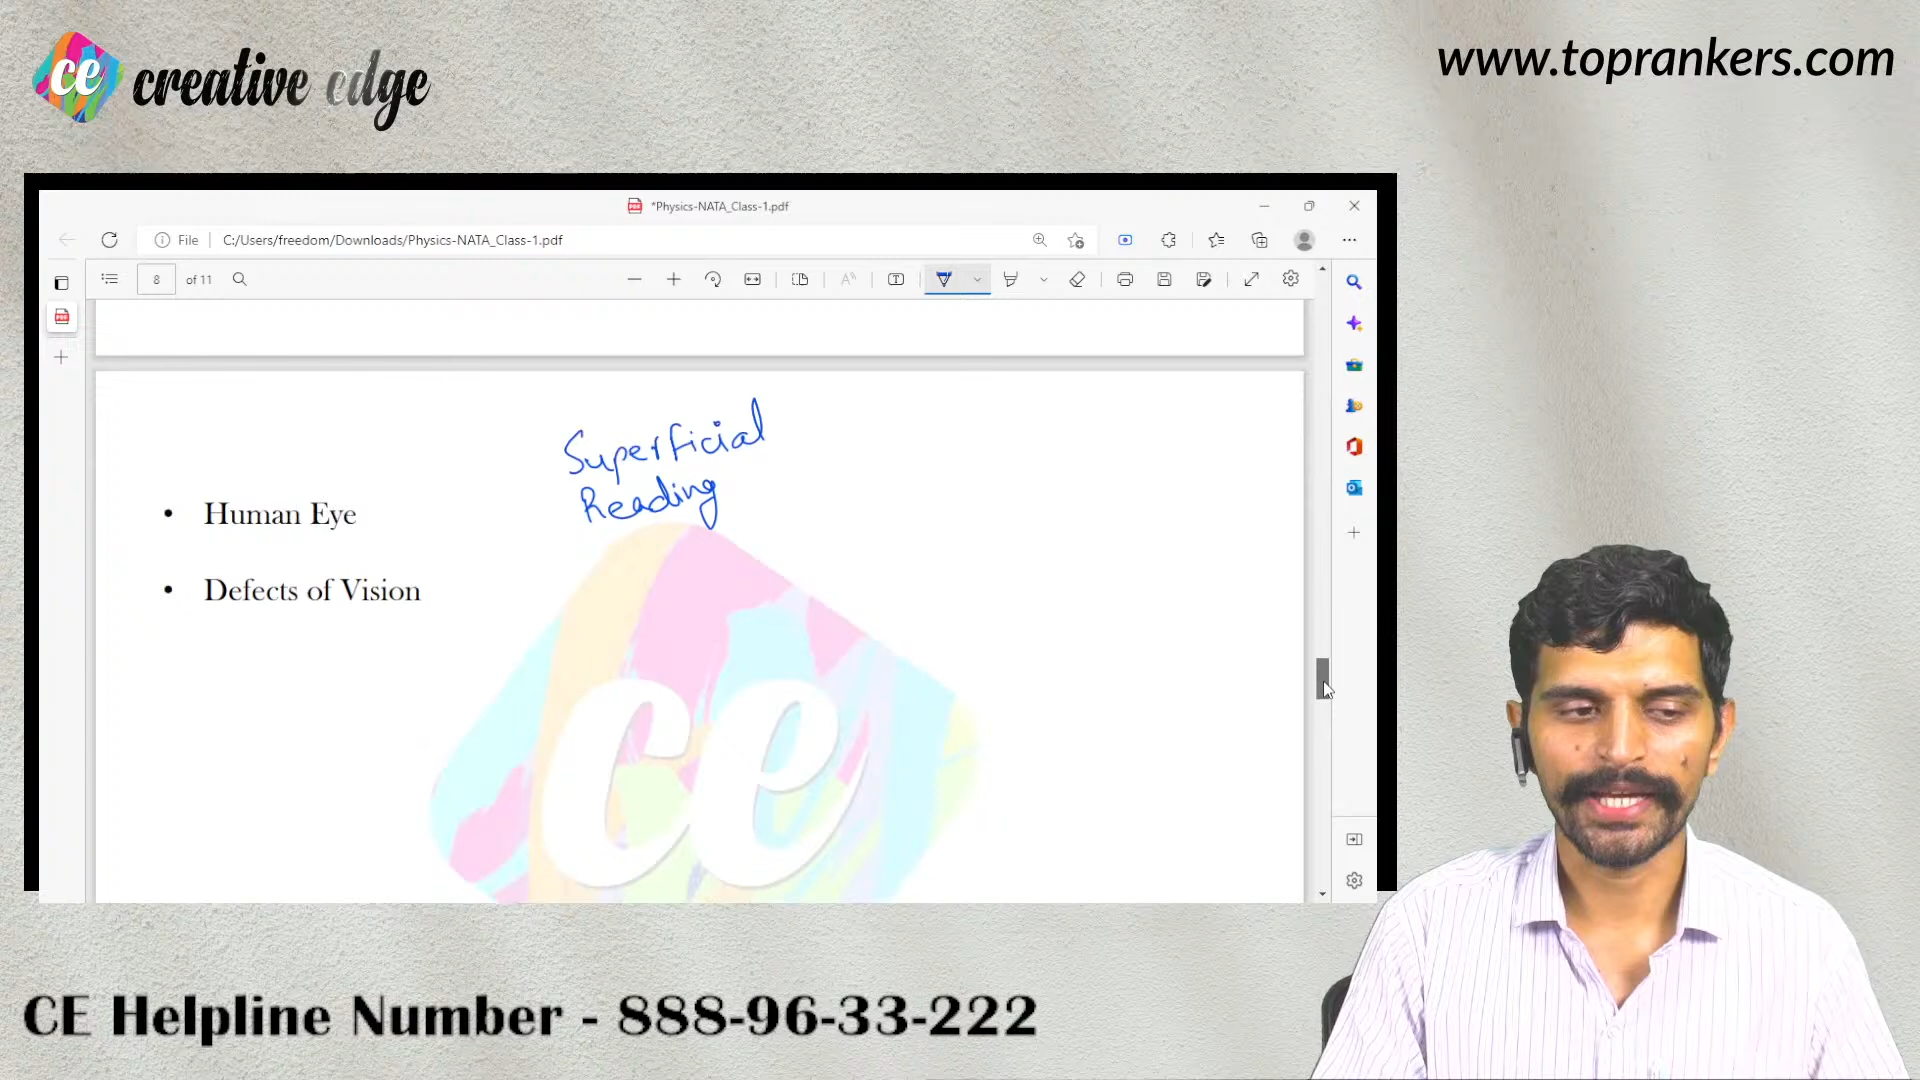 ce creative edge
www.toprankers.com
*Physics-NATA_Class-1.pdf
File
C:/Users/freedom/Downloads/Physics-NATA_Class-1.pdf
8 of 11
Superficial
Reading
• Human Eye
• Defects of Vision
ce
CE Helpline Number - 888-96-33-222